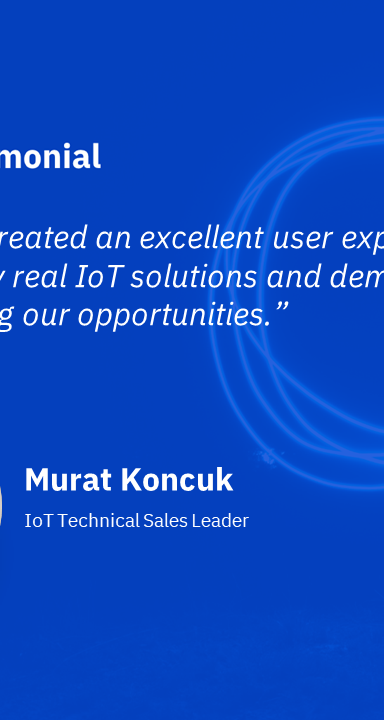 monial
reated an excellent user exp
real IoT solutions and dem
g our opportunities.”
Murat Koncuk
IoT Technical Sales Leader